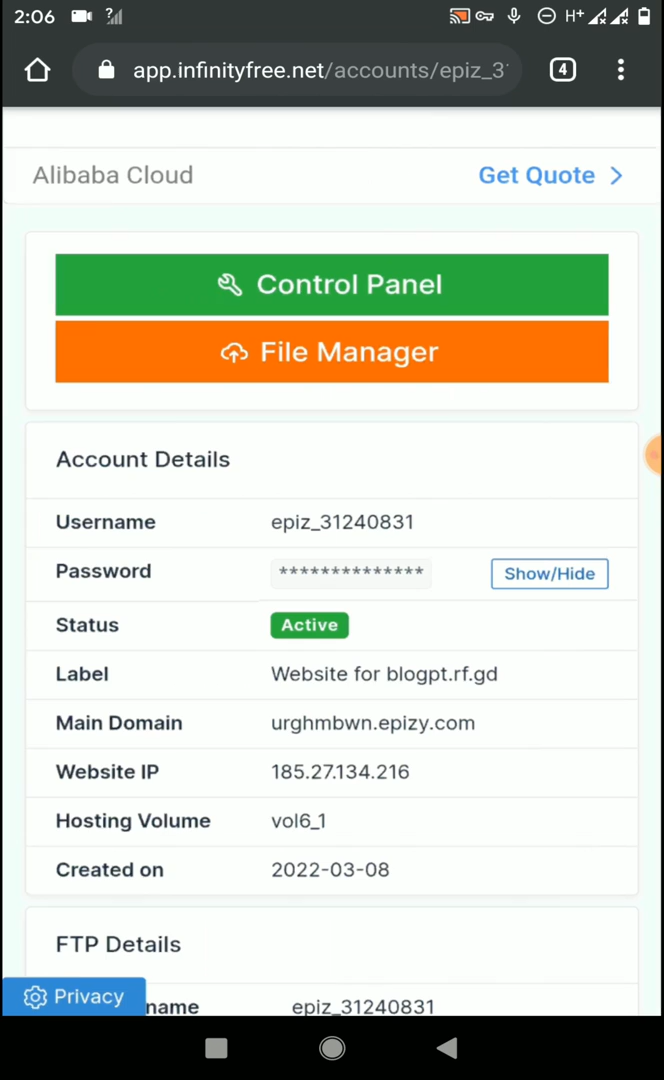 2:06
H+
app.infinityfree.net/accounts/epiz_3
4
Alibaba Cloud
Get Quote
Control Panel
File Manager
Account Details
Username epiz_31240831
Password ************** Show/Hide
Status Active
Label Website for blogpt.rf.gd
Main Domain urghmbwn.epizy.com
Website IP 185.27.134.216
Hosting Volume vol6_1
Created on 2022-03-08
FTP Details
Privacy
name epiz_31240831